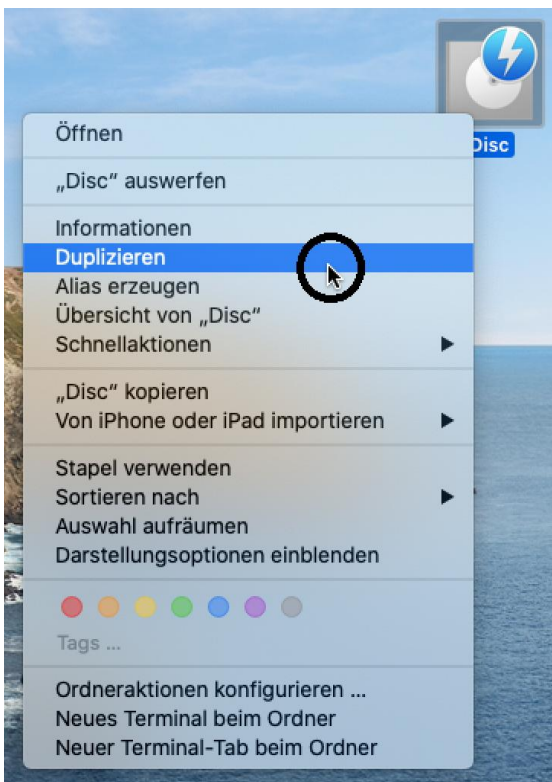 Disc
Öffnen
„Disc“ auswerfen
Informationen
Duplizieren
Alias erzeugen
Übersicht von „Disc“
Schnellaktionen
„Disc“ kopieren
Von iPhone oder iPad importieren
Stapel verwenden
Sortieren nach
Auswahl aufräumen
Darstellungsoptionen einblenden
Tags ...
Ordneraktionen konfigurieren ...
Neues Terminal beim Ordner
Neuer Terminal-Tab beim Ordner